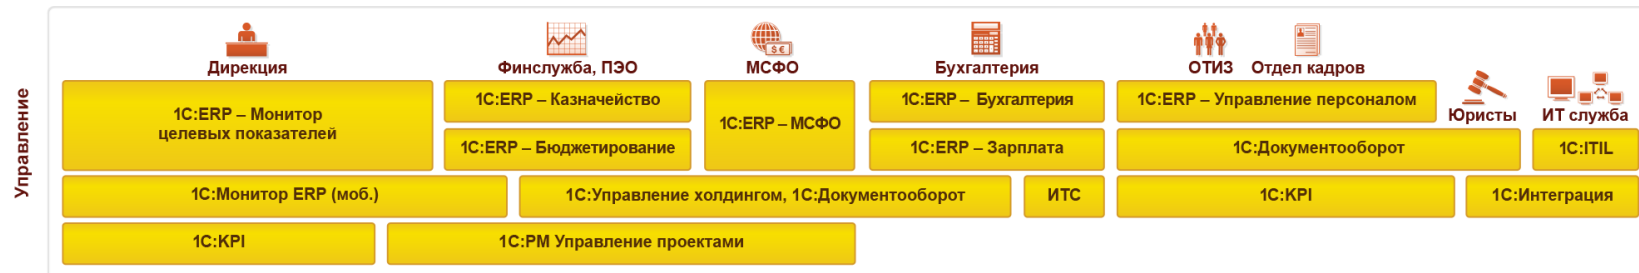 Управление
Дирекция
Финслужба, ПЭО
МСФО
Бухгалтерия
ОТИЗ
Отдел кадров
Юристы
ИТ служба
1С:ERP – Монитор
целевых показателей
1С:ERP – Казначейство
1С:ERP – Бюджетирование
1С:ERP – МСФО
1С:ERP – Бухгалтерия
1С:ERP – Зарплата
1С:ERP – Управление персоналом
1С:Документооборот
1С:ITIL
1С:Монитор ERP (моб.)
1С:Управление холдингом, 1С:Документооборот
ИТС
1С:KPI
1С:Интеграция
1С:KPI
1С:PM Управление проектами
$ €